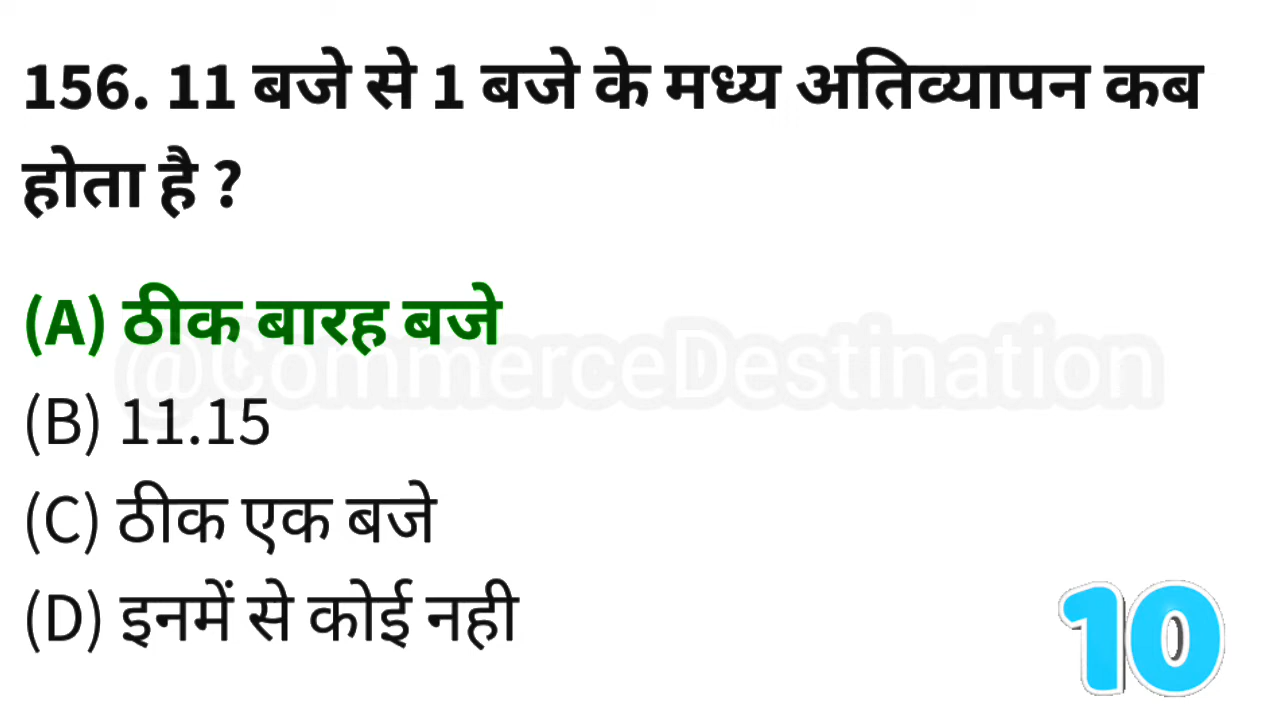 156. 11 बजे से 1 बजे के मध्य अतिव्यापन कब
होता है ?
(A) ठीक बारह बजे
@CommerceDestination
(B) 11.15
(C) ठीक एक बजे
(D) इनमें से कोई नही
10